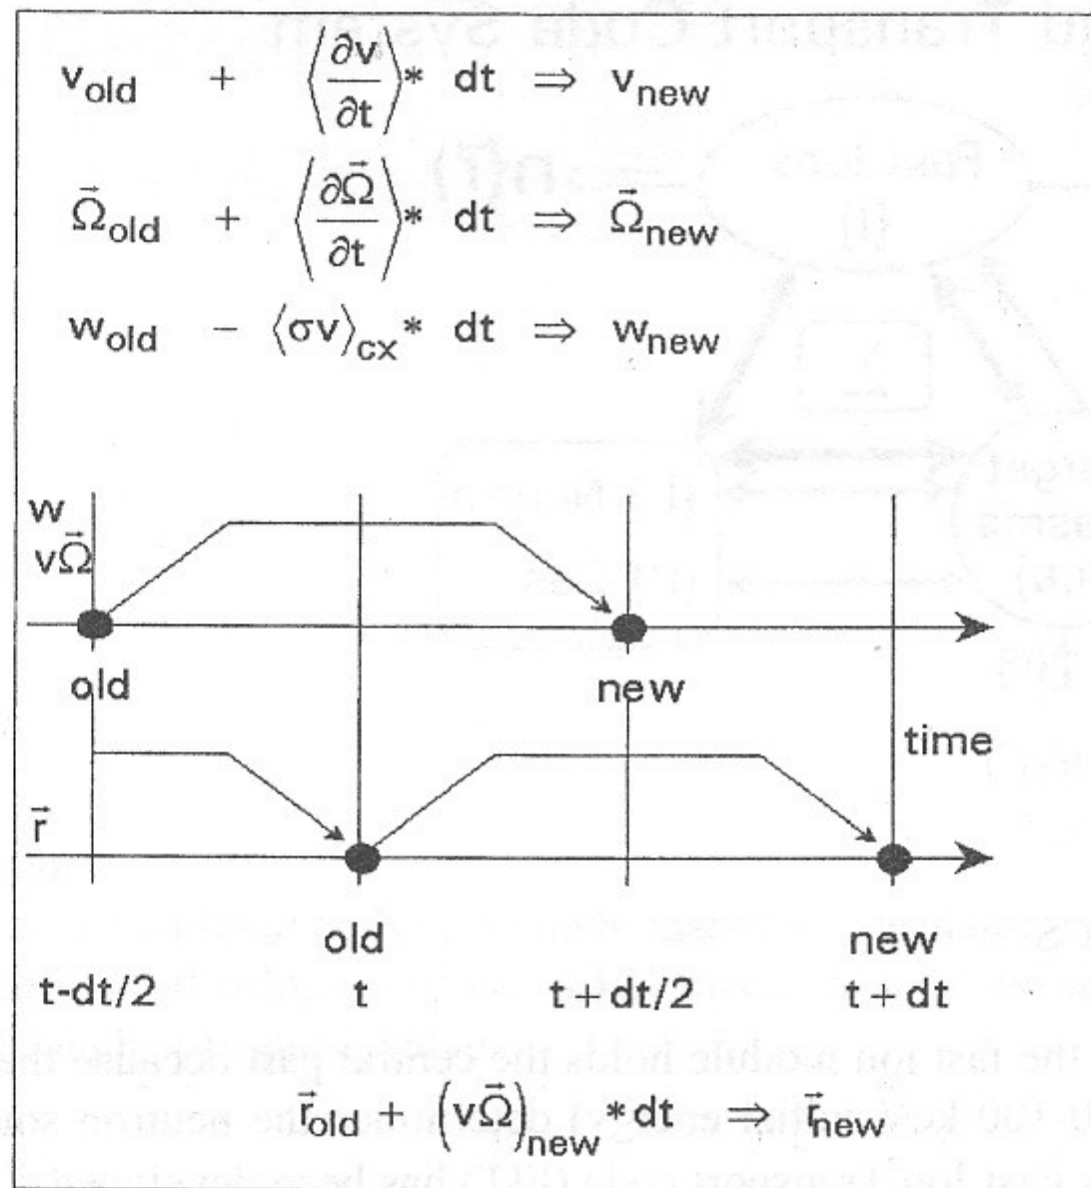 v_old + ⟨∂v/∂t⟩* dt ⇒ v_new
Ω⃗_old + ⟨∂Ω⃗/∂t⟩* dt ⇒ Ω⃗_new
w_old - ⟨σv⟩_cx* dt ⇒ w_new
w
vΩ⃗
old new
time
r⃗
old new
t-dt/2 t t+dt/2 t+dt
r⃗_old + (vΩ⃗)_new *dt ⇒ r⃗_new